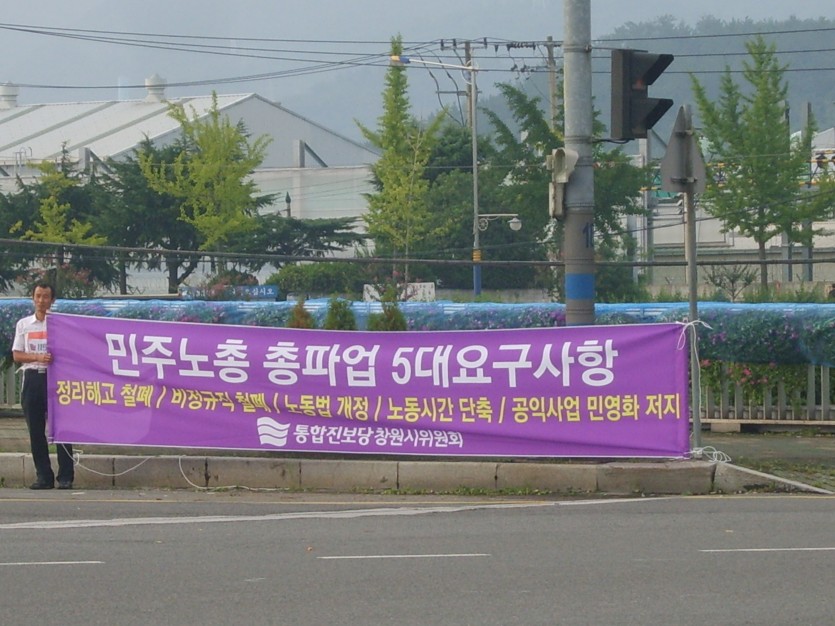 민주노총 총파업 5대요구사항
정리해고 철폐 / 비정규직 철폐 / 노동법 개정 / 노동시간 단축 / 공익사업 민영화 저지
통합진보당 창원시위원회